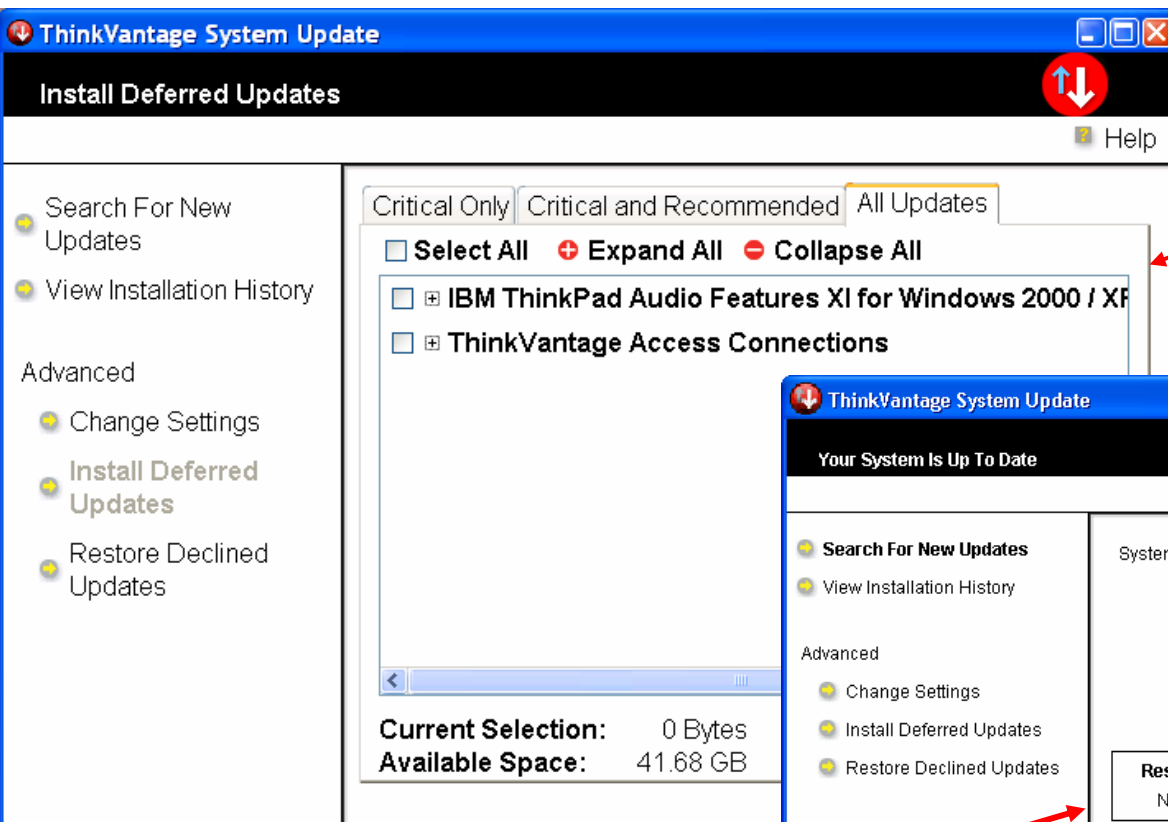 ThinkVantage System Update
Install Deferred Updates
Help
Search For New
Updates
View Installation History
Advanced
Change Settings
Install Deferred
Updates
Restore Declined
Updates
Critical Only
Critical and Recommended
All Updates
Select All
Expand All
Collapse All
IBM ThinkPad Audio Features XI for Windows 2000 /
ThinkVantage Access Connections
Current Selection: 0 Bytes
Available Space: 41.68 GB
ThinkVantage System Update
Your System Is Up To Date
Search For New Updates
View Installation History
Advanced
Change Settings
Install Deferred Updates
Restore Declined Updates